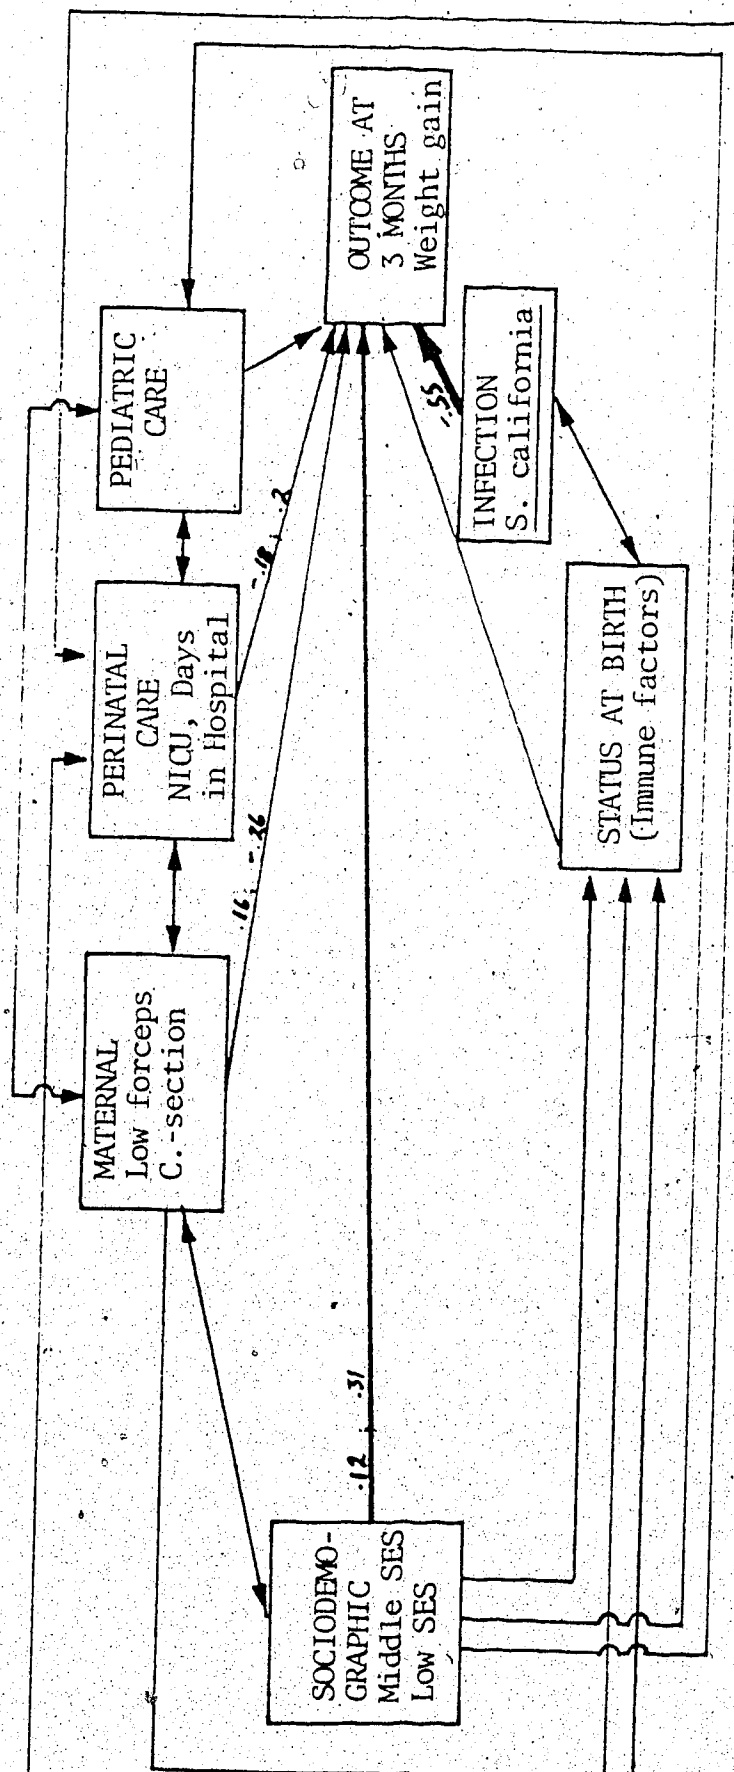 SOCIODEMO-
GRAPHIC
Middle SES
Low SES
MATERNAL
Low forceps
C.-section
PERINATAL
CARE
NICU, Days
in Hospital
PEDIATRIC
CARE
OUTCOME AT
3 MONTHS
Weight gain
INFECTION
S. california
STATUS AT BIRTH
(Immune factors)
.12 ; .31
.16; -.26
-.18 ; .2
.55